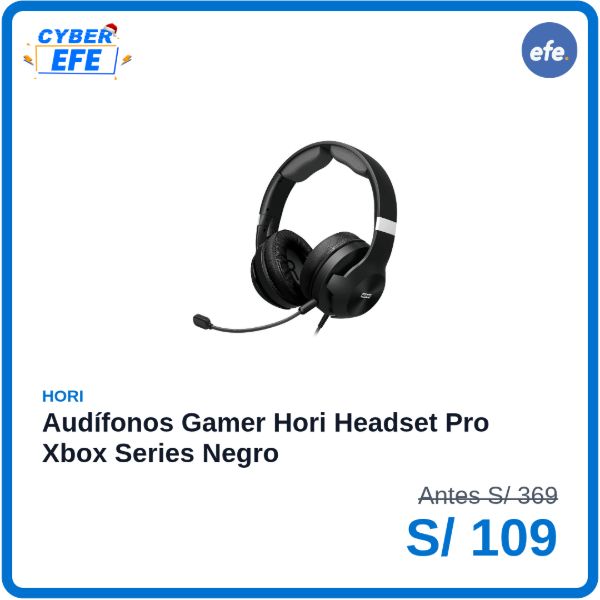 CYBER
EFE
efe.
HORI
Audífonos Gamer Hori Headset Pro
Xbox Series Negro
Antes S/ 369
S/ 109